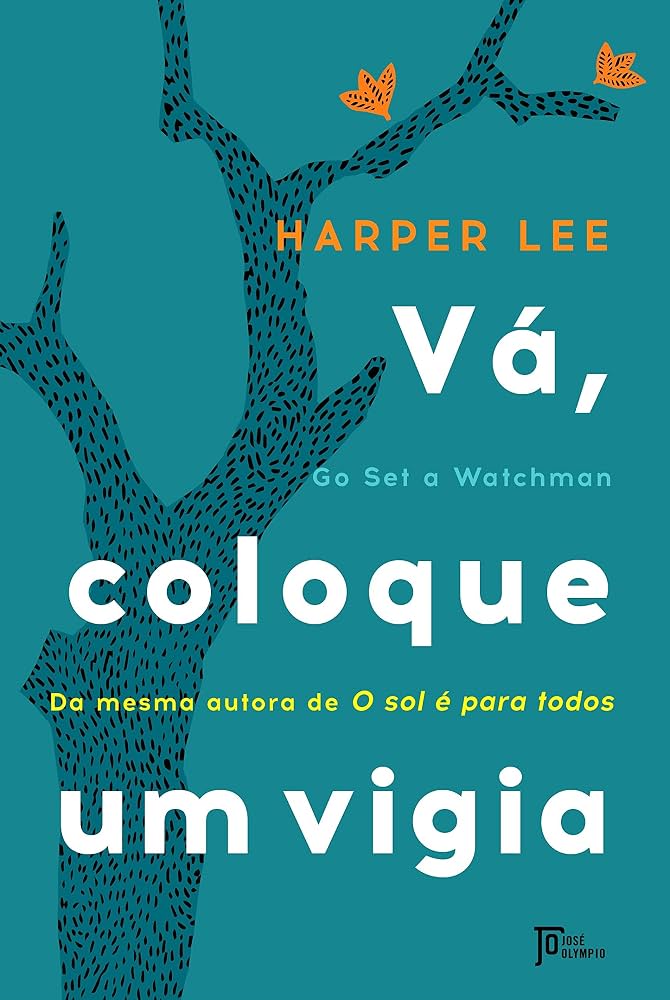 HARPER LEE
Vá,
Go Set a Watchman
coloque
Da mesma autora de O sol é para todos
um vigia
JO JOSÉ
OLYMPIO